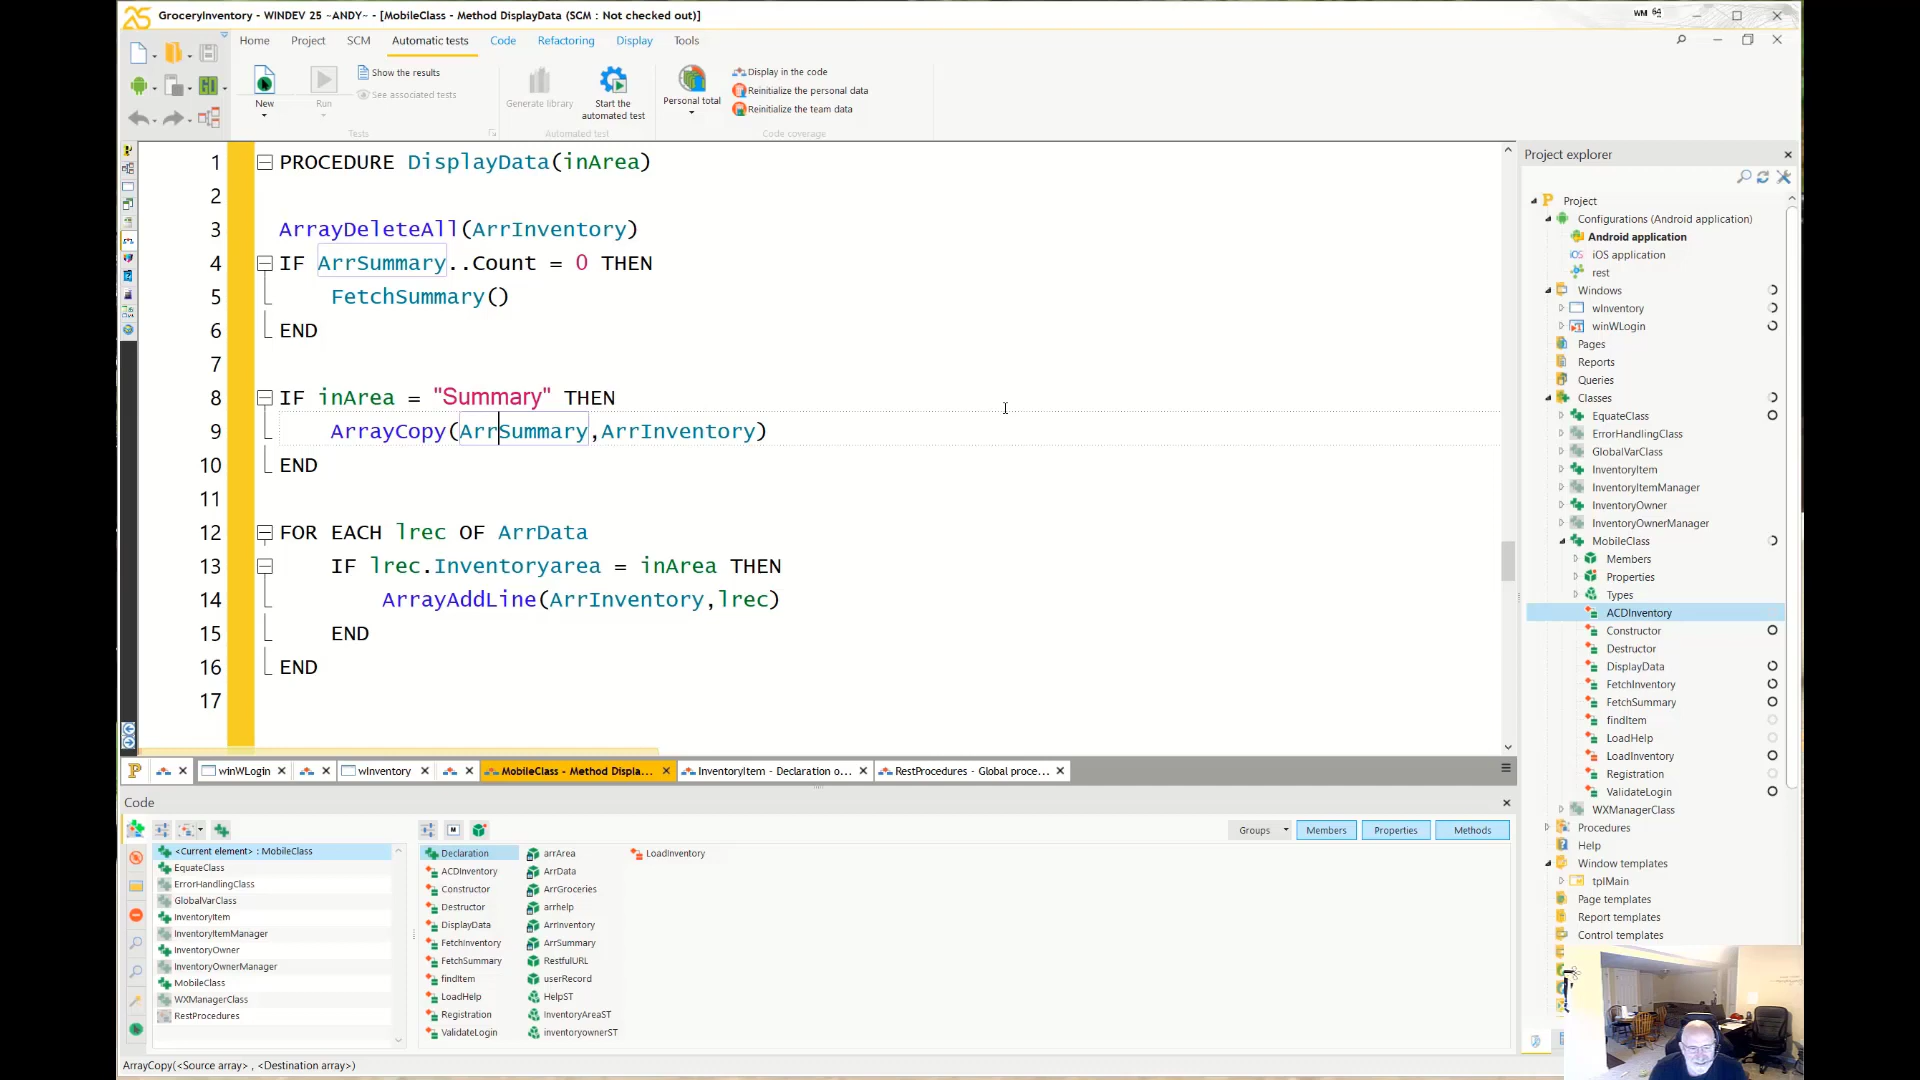 25 GroceryInventory - WINDEV 25 ~ANDY~ - [MobileClass - Method DisplayData (SCM : Not checked out)]
WM 64
Home Project SCM Automatic tests Code Refactoring Display Tools
New
Run
Show the results
See associated tests
Tests
Generate library
Start the automated test
Automated test
Personal total
Display in the code
Reinitialize the personal data
Reinitialize the team data
Code coverage
GO
1 PROCEDURE DisplayData(inArea)
2
3 ArrayDeleteAll(ArrInventory)
4 IF ArrSummary..Count = 0 THEN
5 FetchSummary()
6 END
7
8 IF inArea = "Summary" THEN
9 ArrayCopy(ArrSummary,ArrInventory)
10 END
11
12 FOR EACH lrec OF ArrData
13 IF lrec.Inventoryarea = inArea THEN
14 ArrayAddLine(ArrInventory,lrec)
15 END
16 END
17
Project explorer
Project
Configurations (Android application)
Android application
iOS iOS application
rest
Windows
wInventory
winWLogin
Pages
Reports
Queries
Classes
EquateClass
ErrorHandlingClass
GlobalVarClass
InventoryItem
InventoryItemManager
InventoryOwner
InventoryOwnerManager
MobileClass
Members
Properties
Types
ACDInventory
Constructor
Destructor
DisplayData
FetchInventory
FetchSummary
findItem
LoadHelp
LoadInventory
Registration
ValidateLogin
WXManagerClass
Procedures
Help
Window templates
tplMain
Page templates
Report templates
Control templates
P winWLogin wInventory MobileClass - Method Displa... InventoryItem - Declaration o... RestProcedures - Global proce...
Code
Groups Members Properties Methods
<Current element> : MobileClass
EquateClass
ErrorHandlingClass
GlobalVarClass
InventoryItem
InventoryItemManager
InventoryOwner
InventoryOwnerManager
MobileClass
WXManagerClass
RestProcedures
Declaration
ACDInventory
Constructor
Destructor
DisplayData
FetchInventory
FetchSummary
findItem
LoadHelp
Registration
ValidateLogin
arrArea
ArrData
ArrGroceries
arrhelp
ArrInventory
ArrSummary
RestfulURL
userRecord
HelpST
InventoryAreaST
inventoryownerST
LoadInventory
ArrayCopy(<Source array> , <Destination array>)